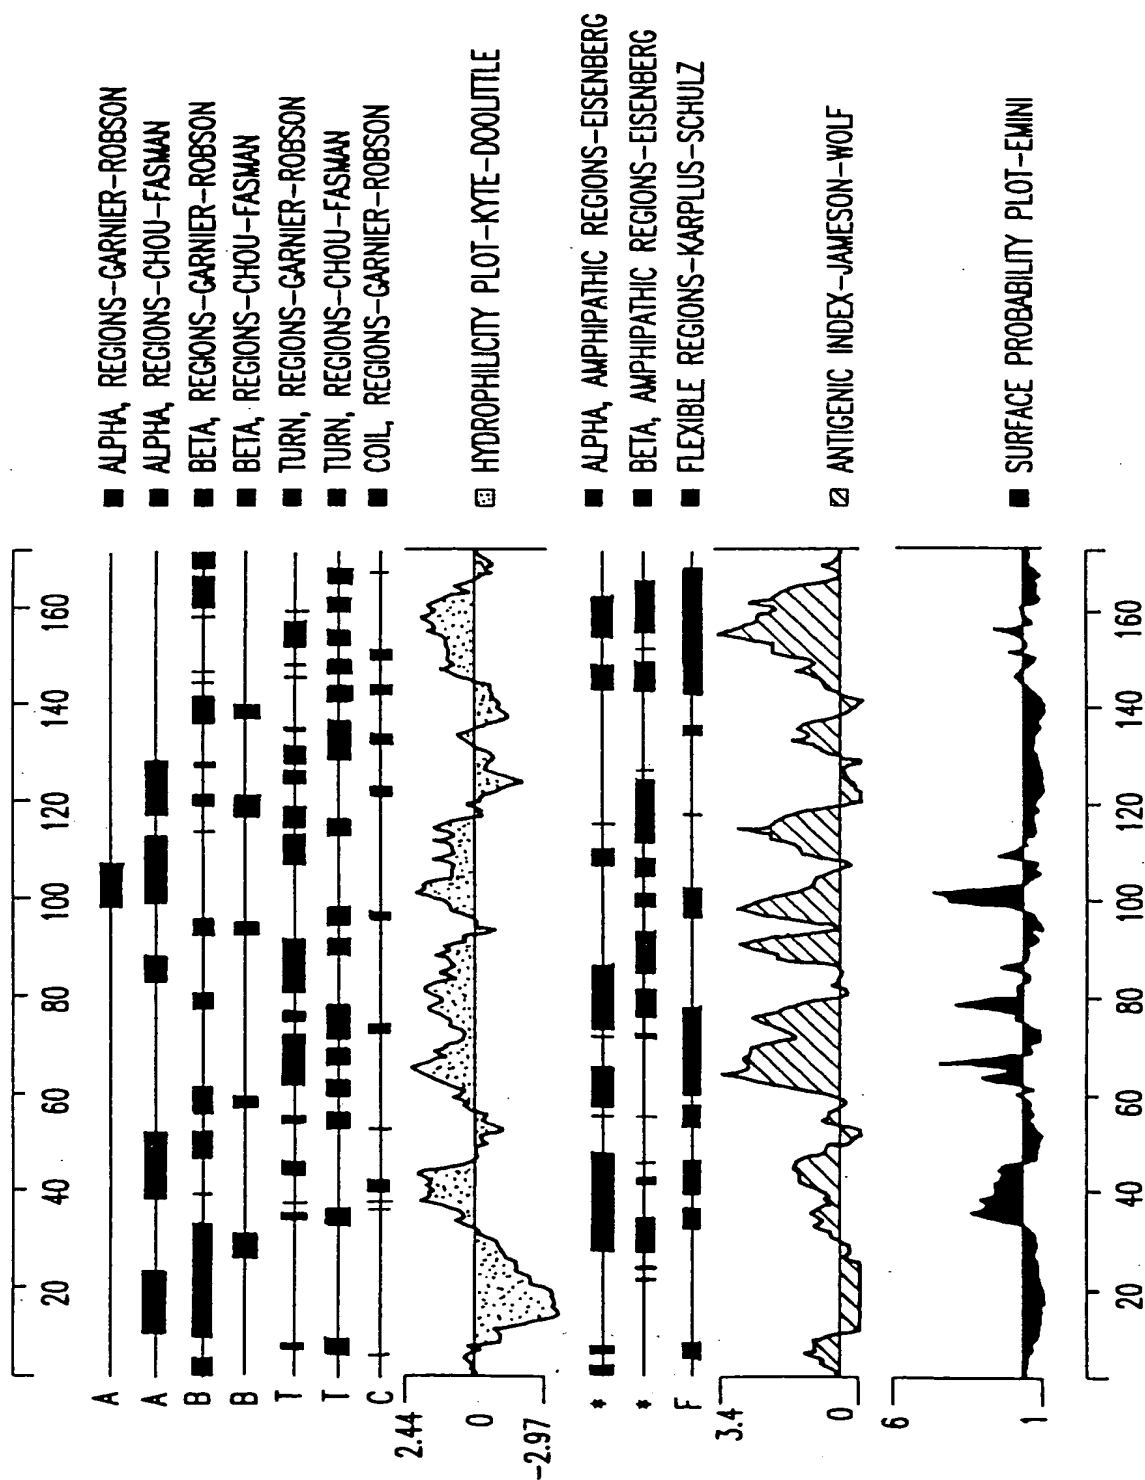 20 40 60 80 100 120 140 160
A ■ ALPHA, REGIONS-GARNIER-ROBSON
A ■ ALPHA, REGIONS-CHOU-FASMAN
B ■ BETA, REGIONS-GARNIER-ROBSON
B ■ BETA, REGIONS-CHOU-FASMAN
T ■ TURN, REGIONS-GARNIER-ROBSON
T ■ TURN, REGIONS-CHOU-FASMAN
C ■ COIL, REGIONS-GARNIER-ROBSON
2.44
0 HYDROPHILICITY PLOT-KYTE-DOOLITTLE
-2.97
* ■ ALPHA, AMPHIPATHIC REGIONS-EISENBERG
* ■ BETA, AMPHIPATHIC REGIONS-EISENBERG
F ■ FLEXIBLE REGIONS-KARPLUS-SCHULZ
3.4
ANTIGENIC INDEX-JAMESON-WOLF
0
6
■ SURFACE PROBABILITY PLOT-EMINI
1
20 40 60 80 100 120 140 160